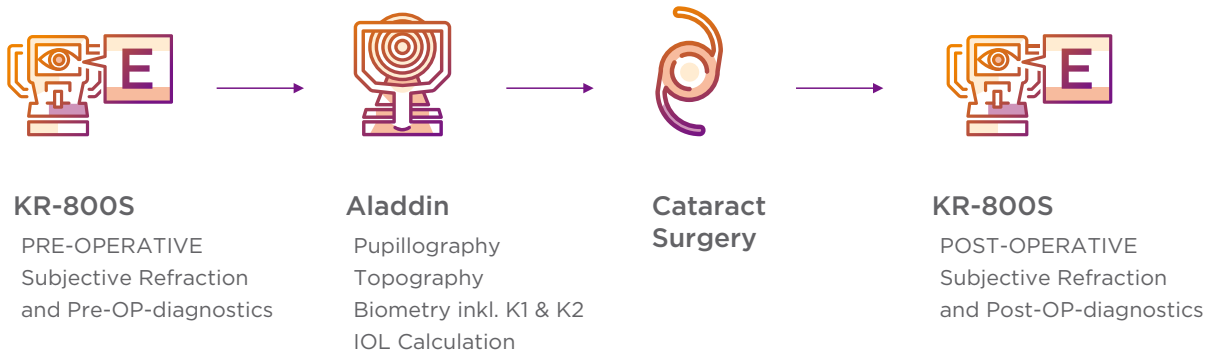 E
KR-800S
PRE-OPERATIVE
Subjective Refraction
and Pre-OP-diagnostics
Aladdin
Pupillography
Topography
Biometry inkl. K1 & K2
IOL Calculation
Cataract
Surgery
E
KR-800S
POST-OPERATIVE
Subjective Refraction
and Post-OP-diagnostics